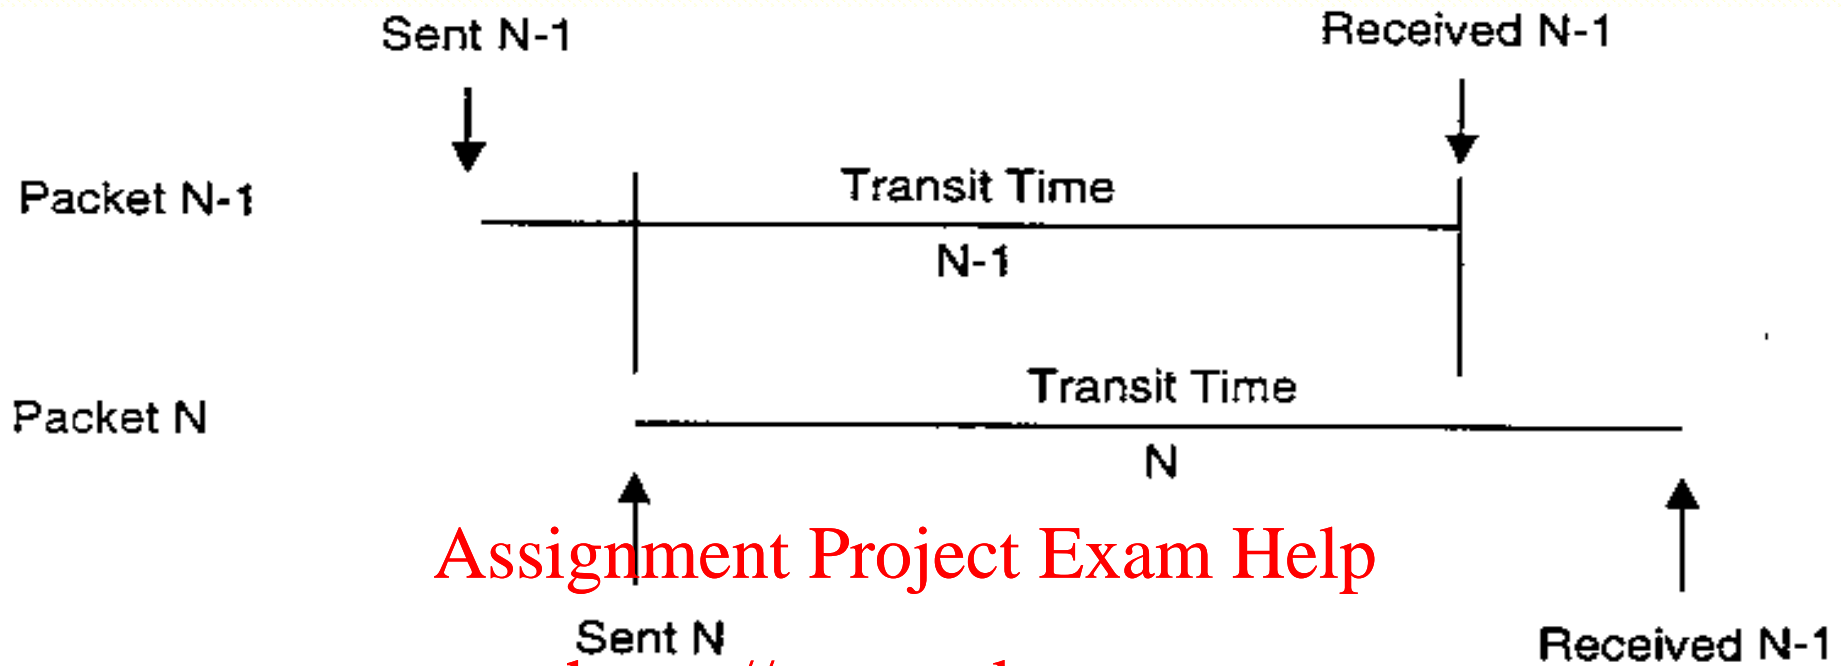 Sent N-1
Received N-1
Packet N-1
Transit Time
N-1
Transit Time
Packet N
N
Assignment Project Exam Help
Sent N
Received N-1